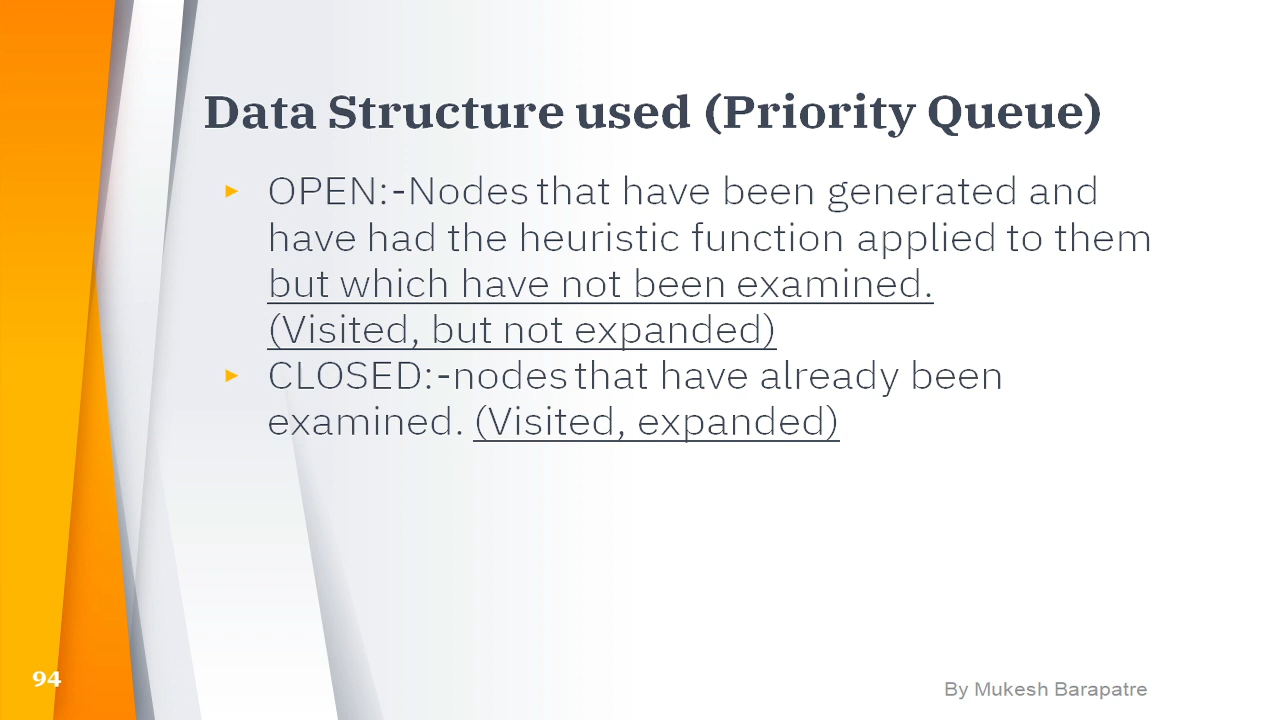 Data Structure used (Priority Queue)
▸ OPEN:-Nodes that have been generated and
have had the heuristic function applied to them
but which have not been examined.
(Visited, but not expanded)
▸ CLOSED:-nodes that have already been
examined. (Visited, expanded)
94
By Mukesh Barapatre